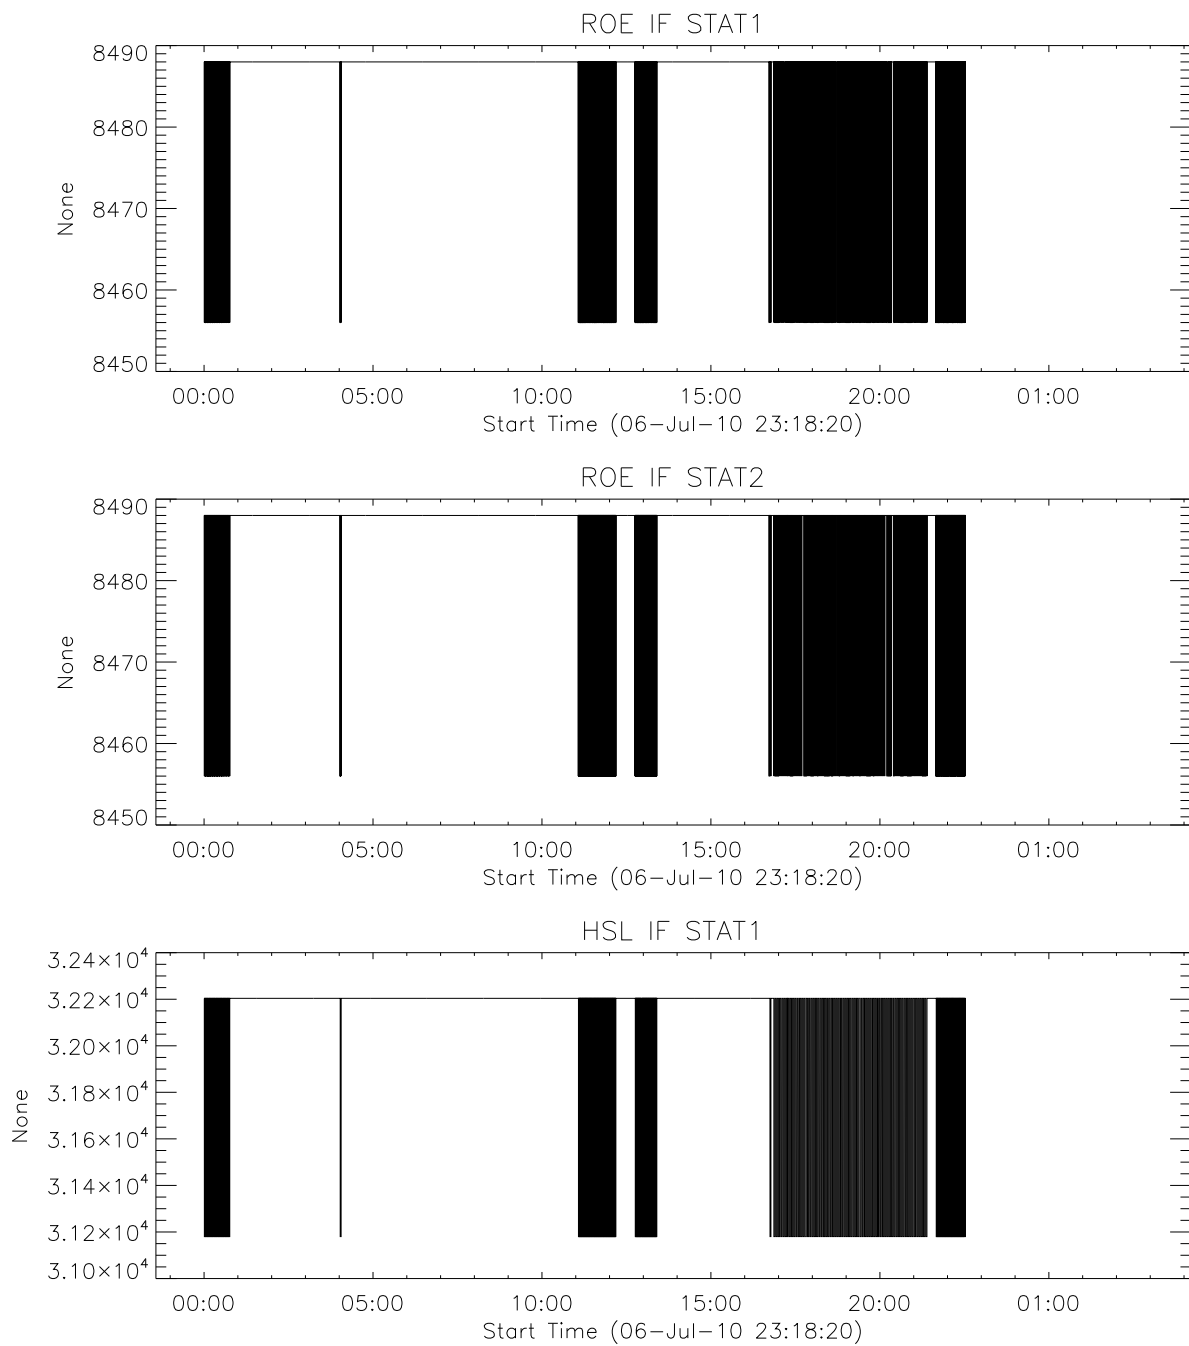 ROE IF STAT1
8490
8480
8470
8460
8450
None
00:00 05:00 10:00 15:00 20:00 01:00
Start Time (06-Jul-10 23:18:20)
ROE IF STAT2
8490
8480
8470
8460
8450
None
00:00 05:00 10:00 15:00 20:00 01:00
Start Time (06-Jul-10 23:18:20)
HSL IF STAT1
3.24×10⁴
3.22×10⁴
3.20×10⁴
3.18×10⁴
3.16×10⁴
3.14×10⁴
3.12×10⁴
3.10×10⁴
None
00:00 05:00 10:00 15:00 20:00 01:00
Start Time (06-Jul-10 23:18:20)